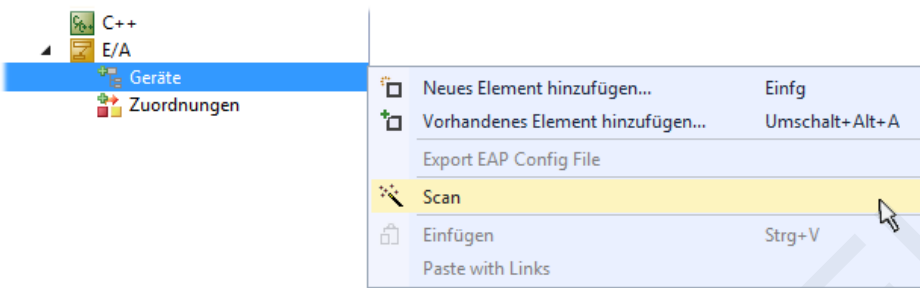 C++
E/A
Geräte
Zuordnungen
Neues Element hinzufügen... Einfg
Vorhandenes Element hinzufügen... Umschalt+Alt+A
Export EAP Config File
Scan
Einfügen Strg+V
Paste with Links